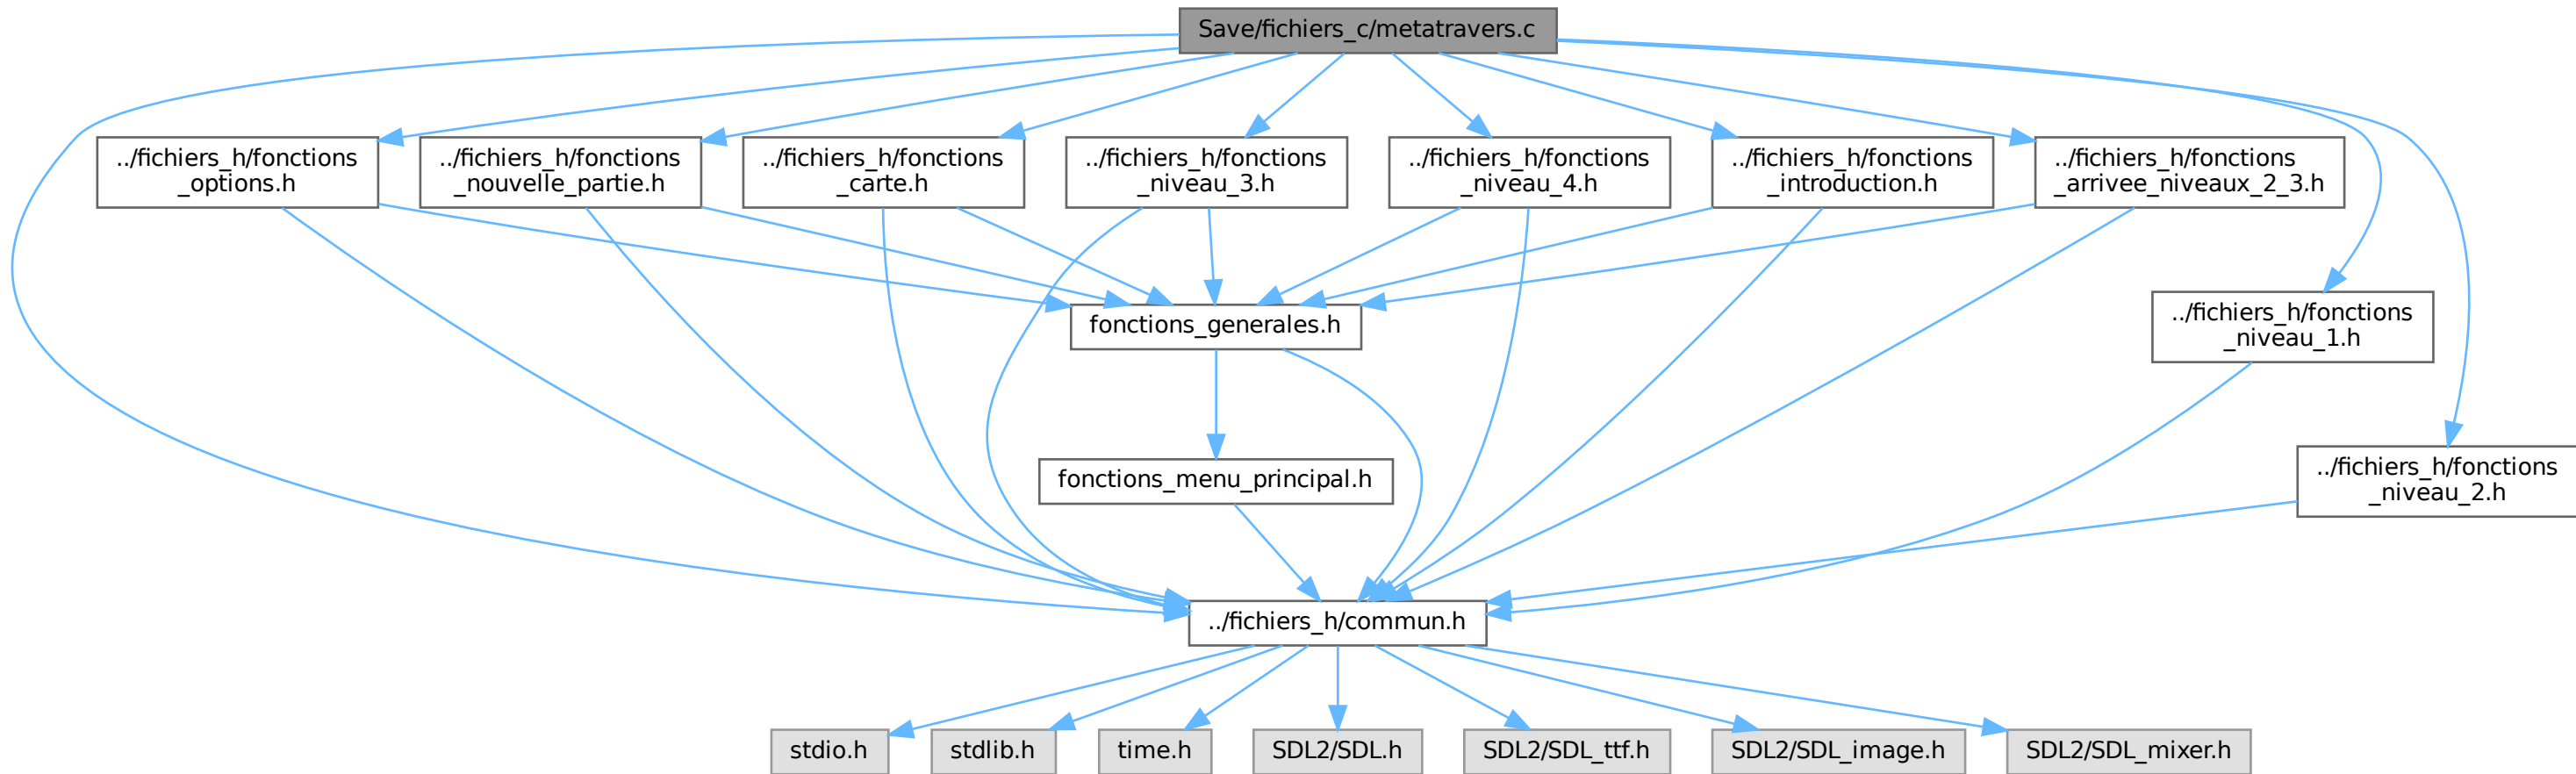 Save/fichiers_c/metatravers.c
../fichiers_h/fonctions
_options.h
../fichiers_h/fonctions
_nouvelle_partie.h
../fichiers_h/fonctions
_carte.h
../fichiers_h/fonctions
_niveau_3.h
../fichiers_h/fonctions
_niveau_4.h
../fichiers_h/fonctions
_introduction.h
../fichiers_h/fonctions
_arrivee_niveaux_2_3.h
fonctions_generales.h
../fichiers_h/fonctions
_niveau_1.h
fonctions_menu_principal.h
../fichiers_h/fonctions
_niveau_2.h
../fichiers_h/commun.h
stdio.h
stdlib.h
time.h
SDL2/SDL.h
SDL2/SDL_ttf.h
SDL2/SDL_image.h
SDL2/SDL_mixer.h